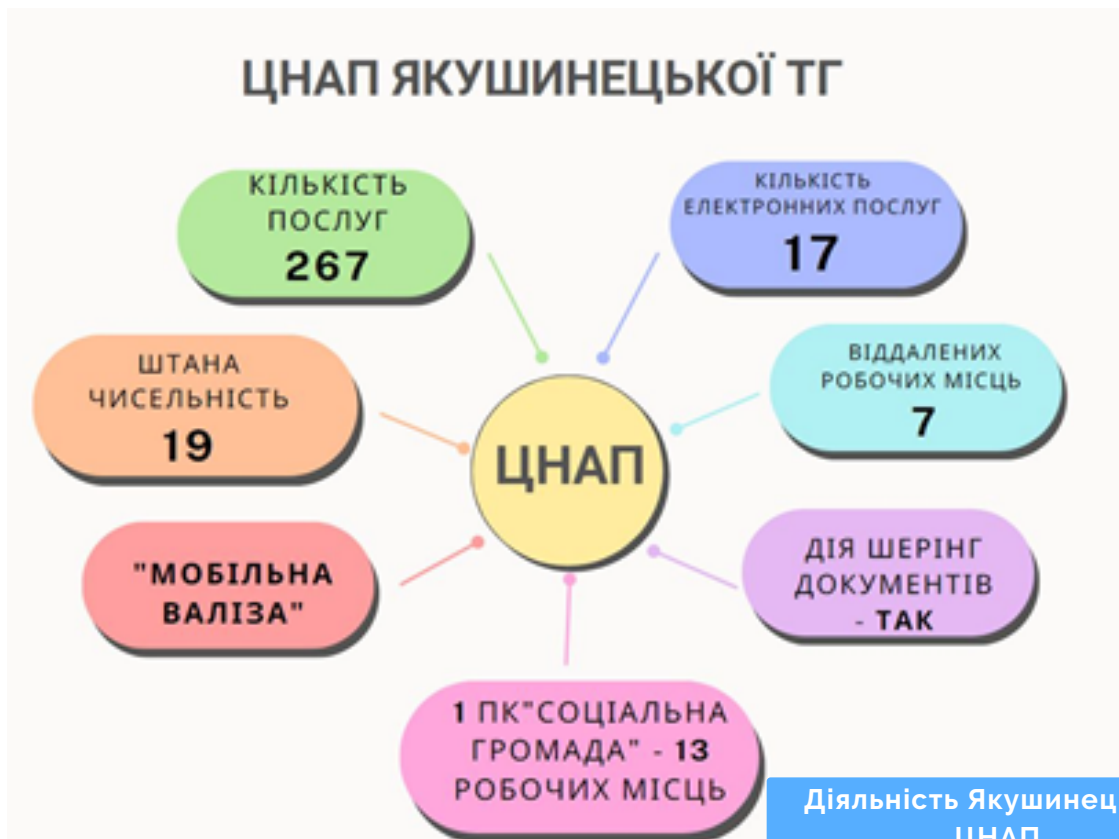 ЦНАП ЯКУШИНЕЦЬКОЇ ТГ
КІЛЬКІСТЬ
ПОСЛУГ
267
КІЛЬКІСТЬ
ЕЛЕКТРОННИХ ПОСЛУГ
17
ШТАНА
ЧИСЕЛЬНІСТЬ
19
ВІДДАЛЕНИХ
РОБОЧИХ МІСЦЬ
7
ЦНАП
"МОБІЛЬНА
ВАЛІЗА"
ДІЯ ШЕРІНГ
ДОКУМЕНТІВ
- ТАК
1 ПК"СОЦІАЛЬНА
ГРОМАДА" - 13
РОБОЧИХ МІСЦЬ
Діяльність Якушинец
ЦНАП